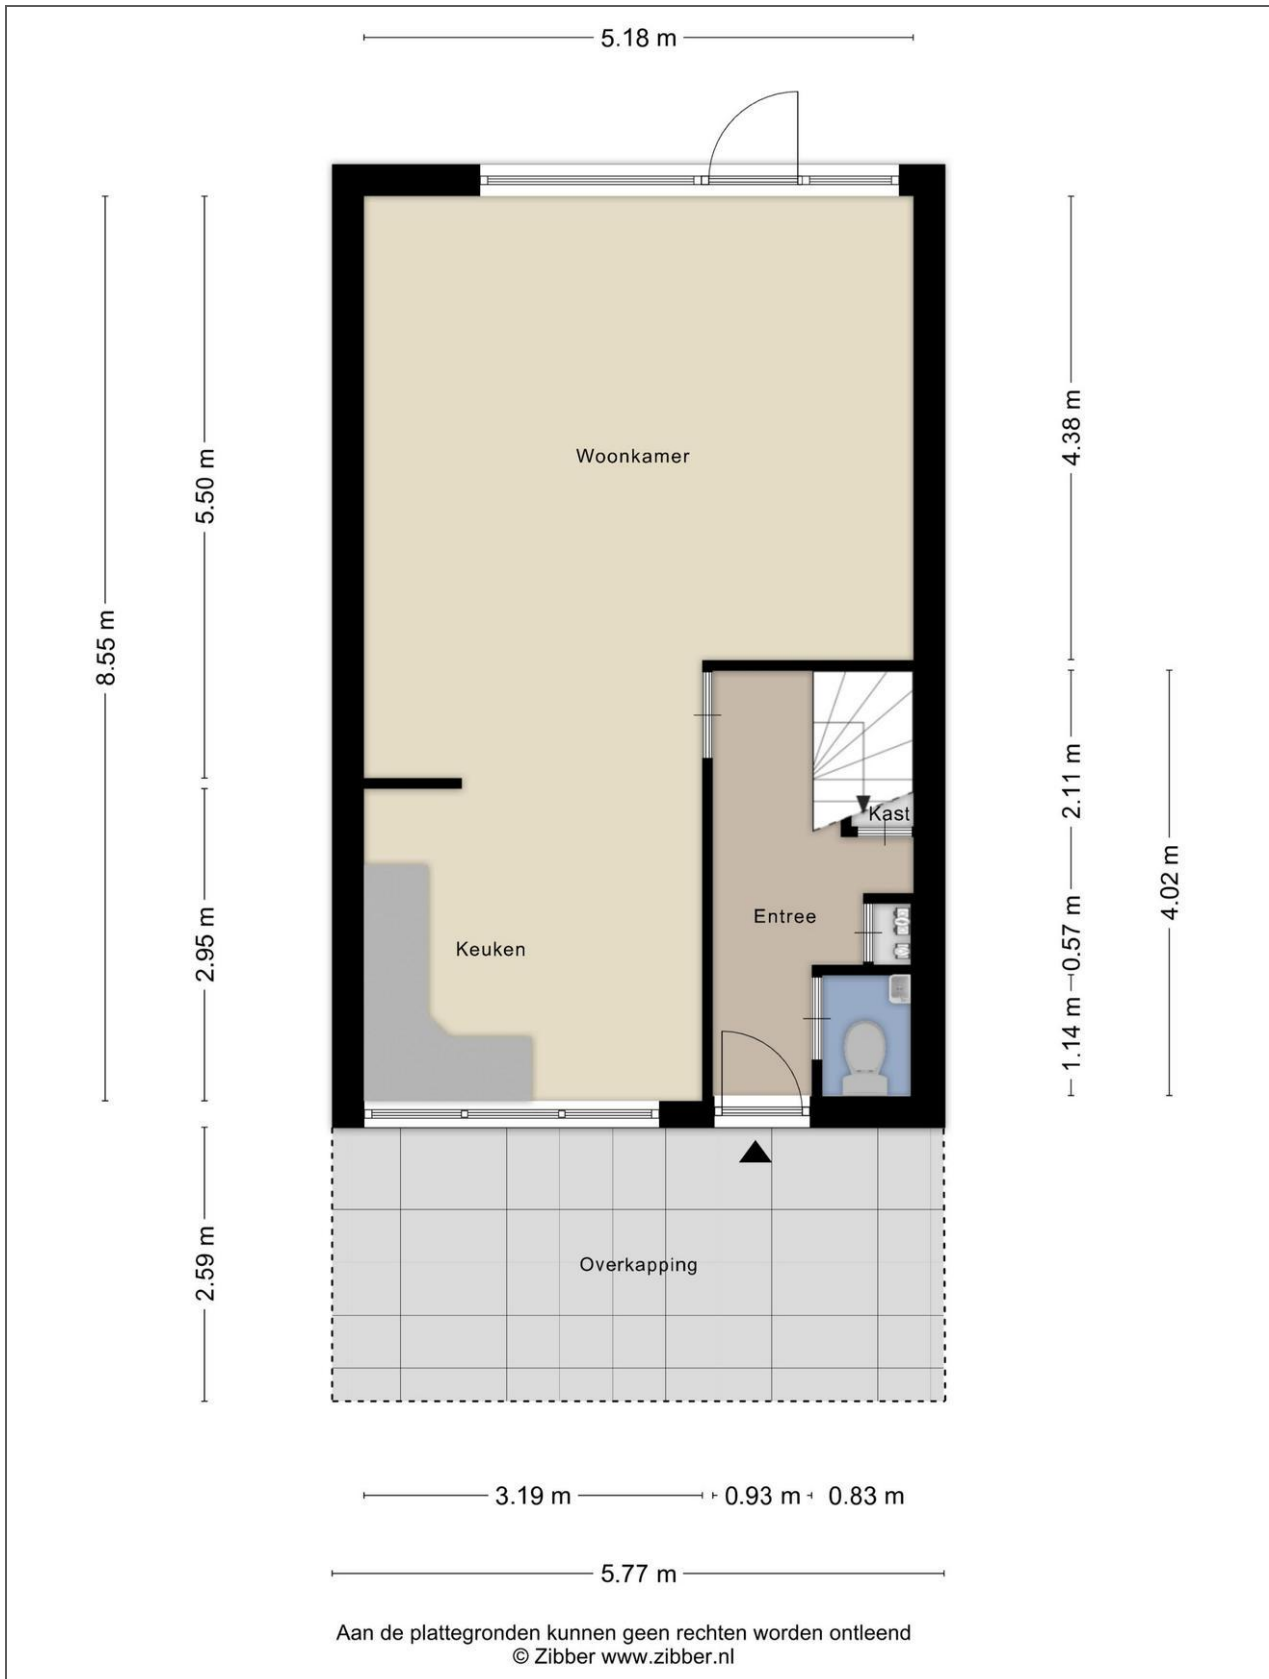 5.18 m
4.38 m
Woonkamer
5.50 m
8.55 m
2.11 m
Kast
4.02 m
Entree
0.57 m
Keuken
2.95 m
1.14 m
2.59 m
Overkapping
3.19 m
0.93 m
0.83 m
5.77 m
Aan de plattegronden kunnen geen rechten worden ontleend
© Zibber www.zibber.nl